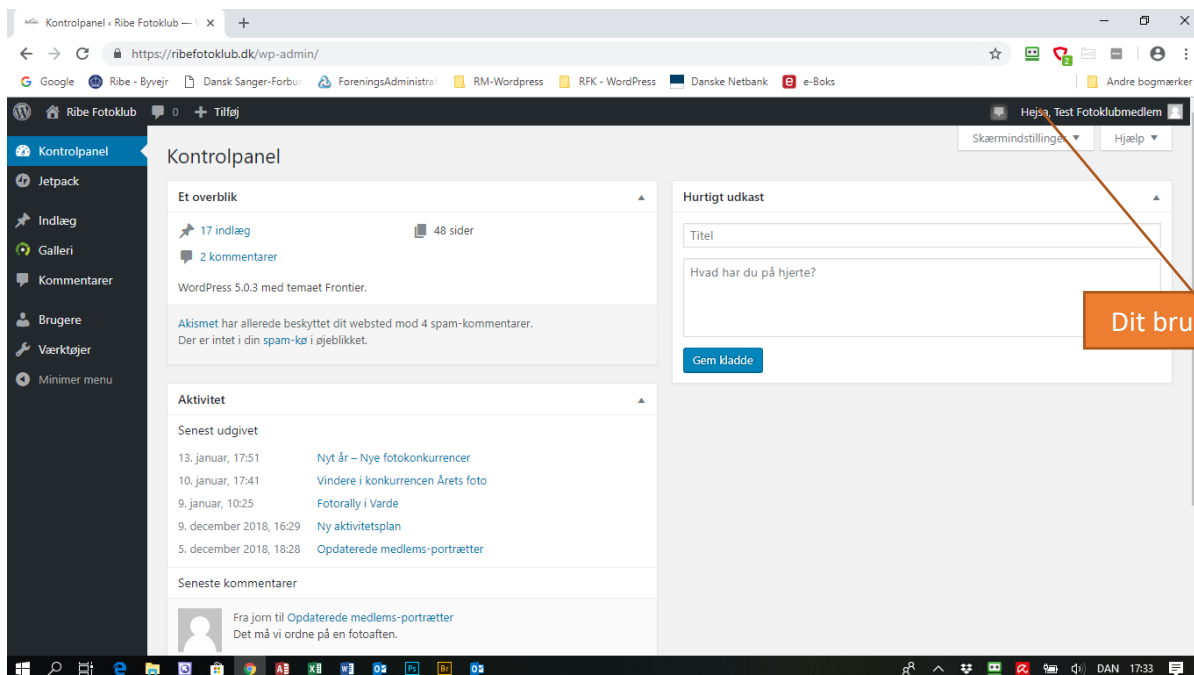 Kontrolpanel ‹ Ribe Fotoklub —
https://ribefotoklub.dk/wp-admin/
Google Ribe - Byvejr Dansk Sanger-Forbun ForeningsAdministrat RM-Wordpress RFK - WordPress Danske Netbank e-Boks Andre bogmærker
Ribe Fotoklub 0 + Tilføj Hejsa, Test Fotoklubmedlem
Skærmindstillinger ▼ Hjælp ▼
Kontrolpanel
Jetpack
Indlæg
Galleri
Kommentarer
Brugere
Værktøjer
Minimer menu
Kontrolpanel
Et overblik
17 indlæg 48 sider
2 kommentarer
WordPress 5.0.3 med temaet Frontier.
Akismet har allerede beskyttet dit websted mod 4 spam-kommentarer.
Der er intet i din spam-kø i øjeblikket.
Aktivitet
Senest udgivet
13. januar, 17:51 Nyt år – Nye fotokonkurrencer
10. januar, 17:41 Vindere i konkurrencen Årets foto
9. januar, 10:25 Fotorally i Varde
9. december 2018, 16:29 Ny aktivitetsplan
5. december 2018, 18:28 Opdaterede medlems-portrætter
Seneste kommentarer
Fra jorn til Opdaterede medlems-portrætter
Det må vi ordne på en fotoaften.
Hurtigt udkast
Titel
Hvad har du på hjerte?
Gem kladde
Dit bru
DAN 17:33